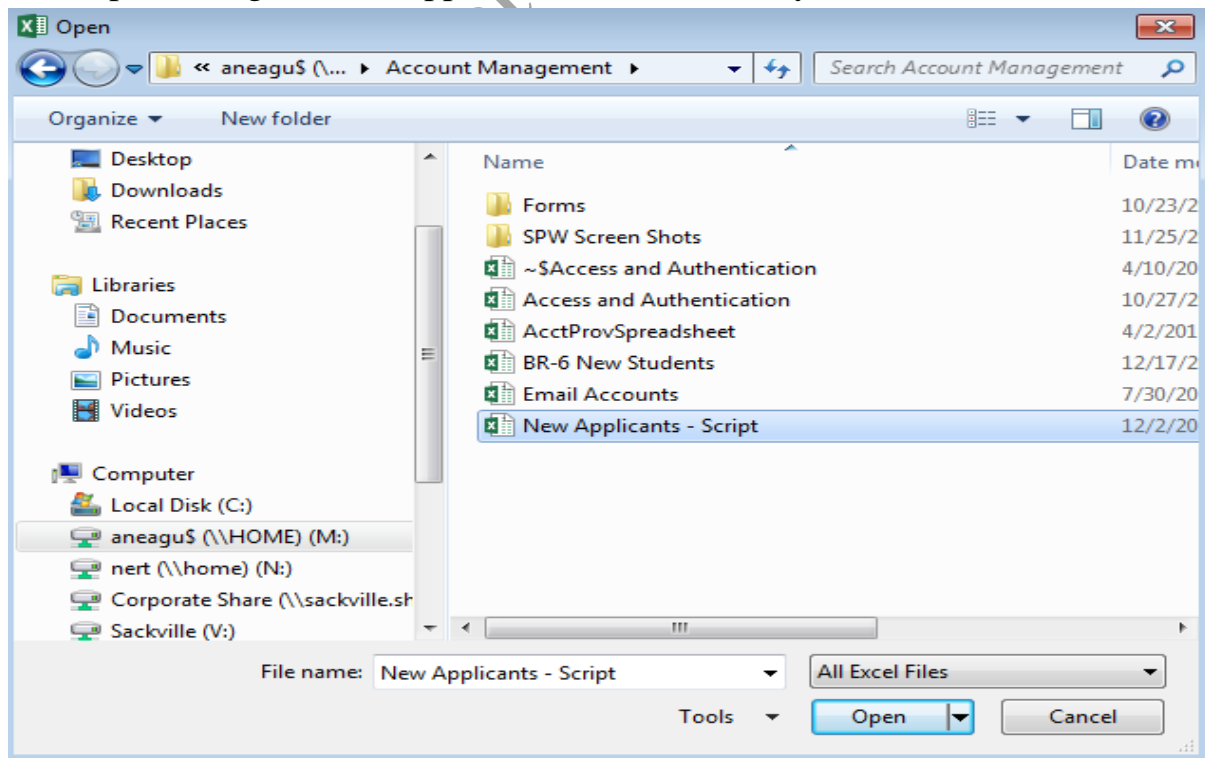 Open
« aneagu$ (\... ▸ Account Management ▸
Search Account Management
Organize
New folder
Desktop
Downloads
Recent Places
Libraries
Documents
Music
Pictures
Videos
Computer
Local Disk (C:)
aneagu$ (\\HOME) (M:)
nert (\\home) (N:)
Corporate Share (\\sackville.sh
Sackville (V:)
Name Date m
Forms 10/23/2
SPW Screen Shots 11/25/2
~$Access and Authentication 4/10/20
Access and Authentication 10/27/2
AcctProvSpreadsheet 4/2/201
BR-6 New Students 12/17/2
Email Accounts 7/30/20
New Applicants - Script 12/2/20
File name: New Applicants - Script
All Excel Files
Tools
Open
Cancel